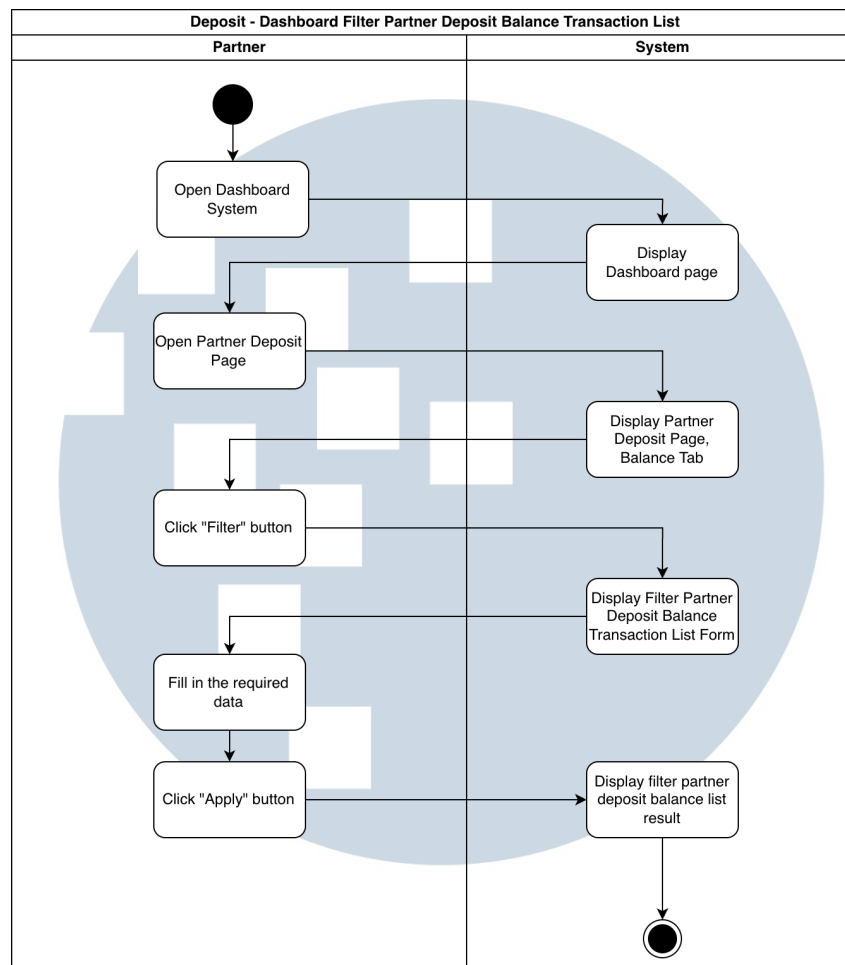 Deposit - Dashboard Filter Partner Deposit Balance Transaction List
Partner
System
Open Dashboard
System
Display
Dashboard page
Open Partner Deposit
Page
Display Partner
Deposit Page,
Balance Tab
Click "Filter" button
Display Filter Partner
Deposit Balance
Transaction List Form
Fill in the required
data
Click "Apply" button
Display filter partner
deposit balance list
result